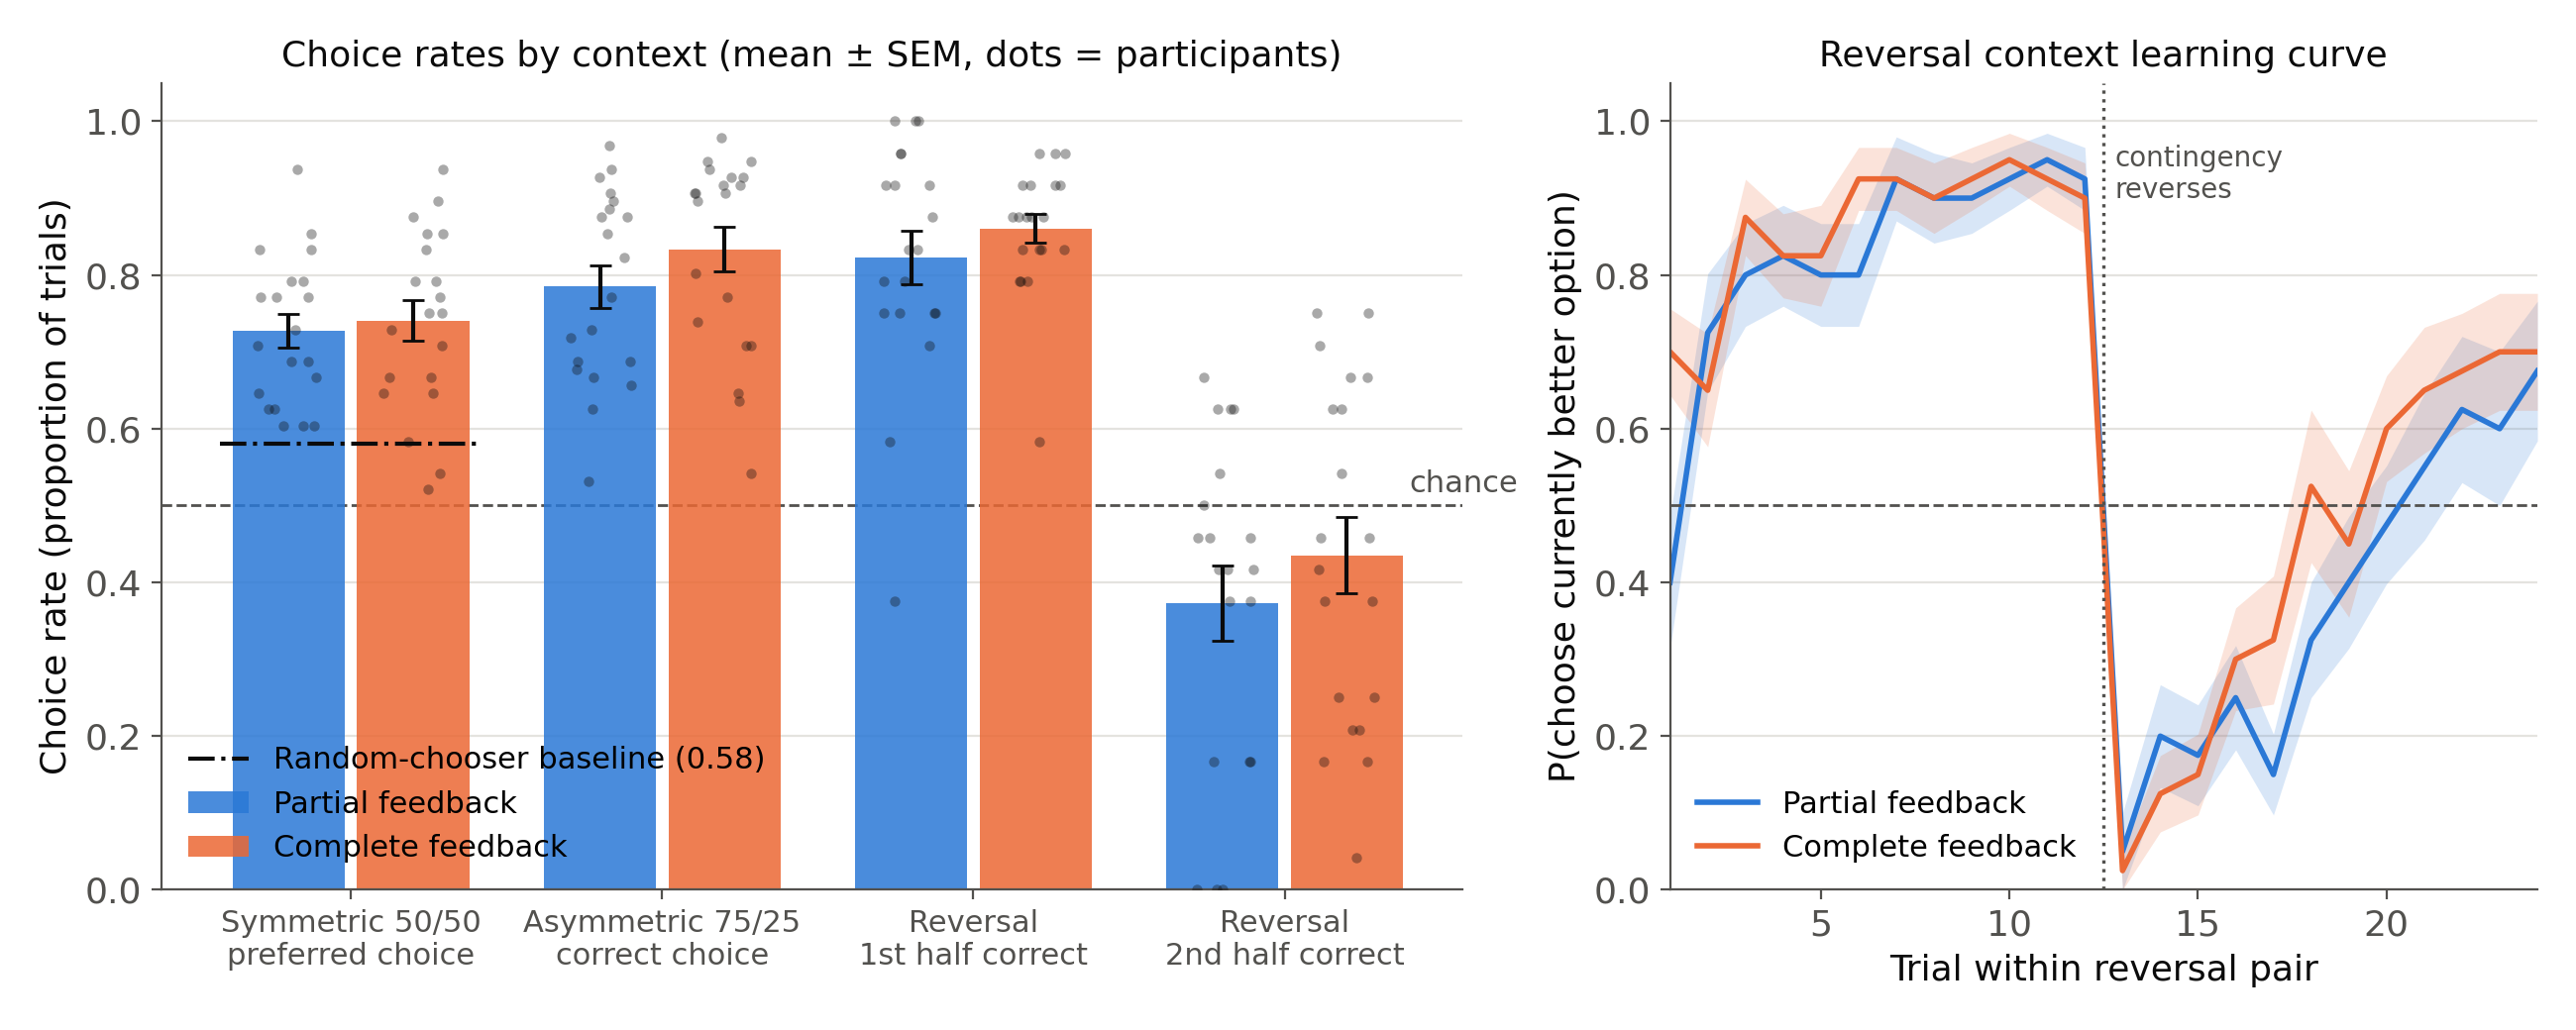 Choice rates by context (mean ± SEM, dots = participants)
Choice rate (proportion of trials)
1.0
0.8
0.6
0.4
0.2
0.0
chance
Random-chooser baseline (0.58)
Partial feedback
Complete feedback
Symmetric 50/50
preferred choice
Asymmetric 75/25
correct choice
Reversal
1st half correct
Reversal
2nd half correct
Reversal context learning curve
P(choose currently better option)
1.0
0.8
0.6
0.4
0.2
0.0
contingency
reverses
Partial feedback
Complete feedback
5
10
15
20
Trial within reversal pair